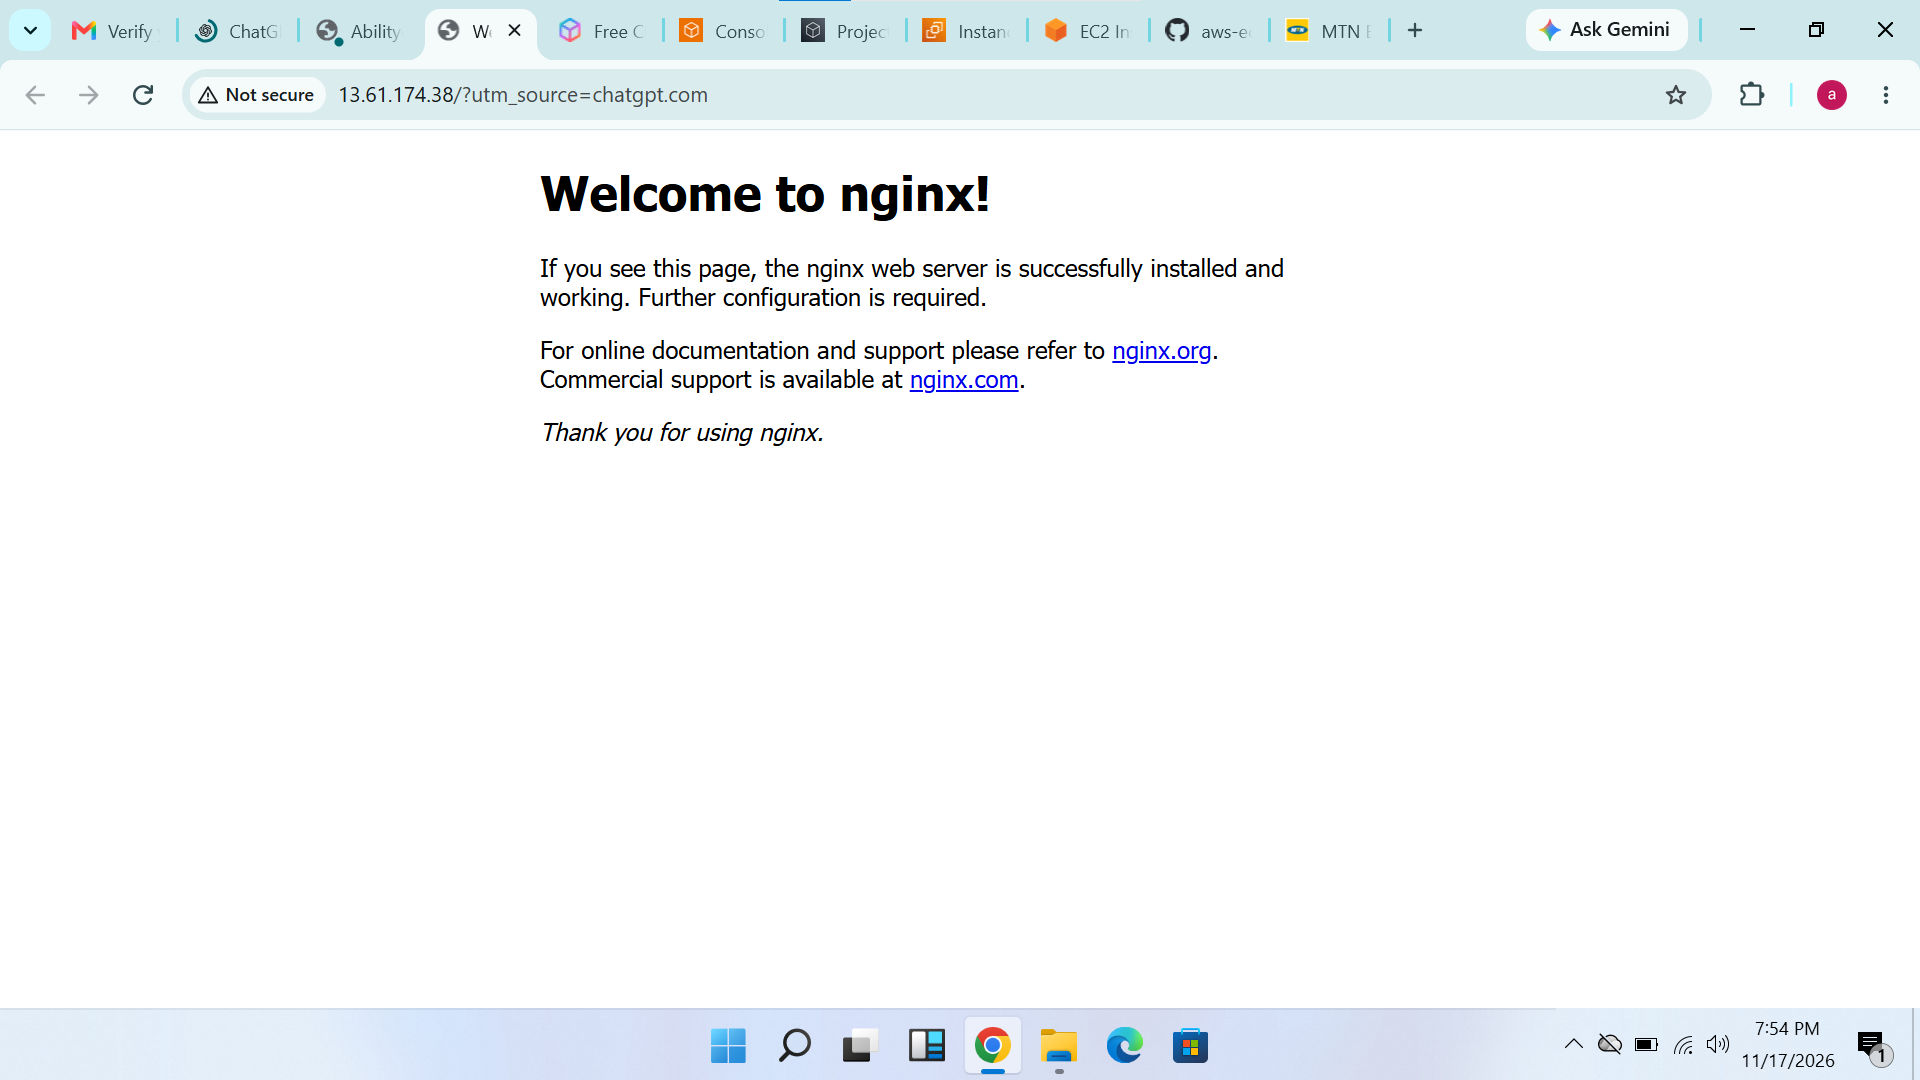 Verify
ChatG
Ability
We
Free C
Conso
Projec
Instan
EC2 In
aws-e
MTN
Ask Gemini
Not secure
13.61.174.38/?utm_source=chatgpt.com
a
Welcome to nginx!
If you see this page, the nginx web server is successfully installed and
working. Further configuration is required.
For online documentation and support please refer to nginx.org.
Commercial support is available at nginx.com.
Thank you for using nginx.
7:54 PM
11/17/2026
1